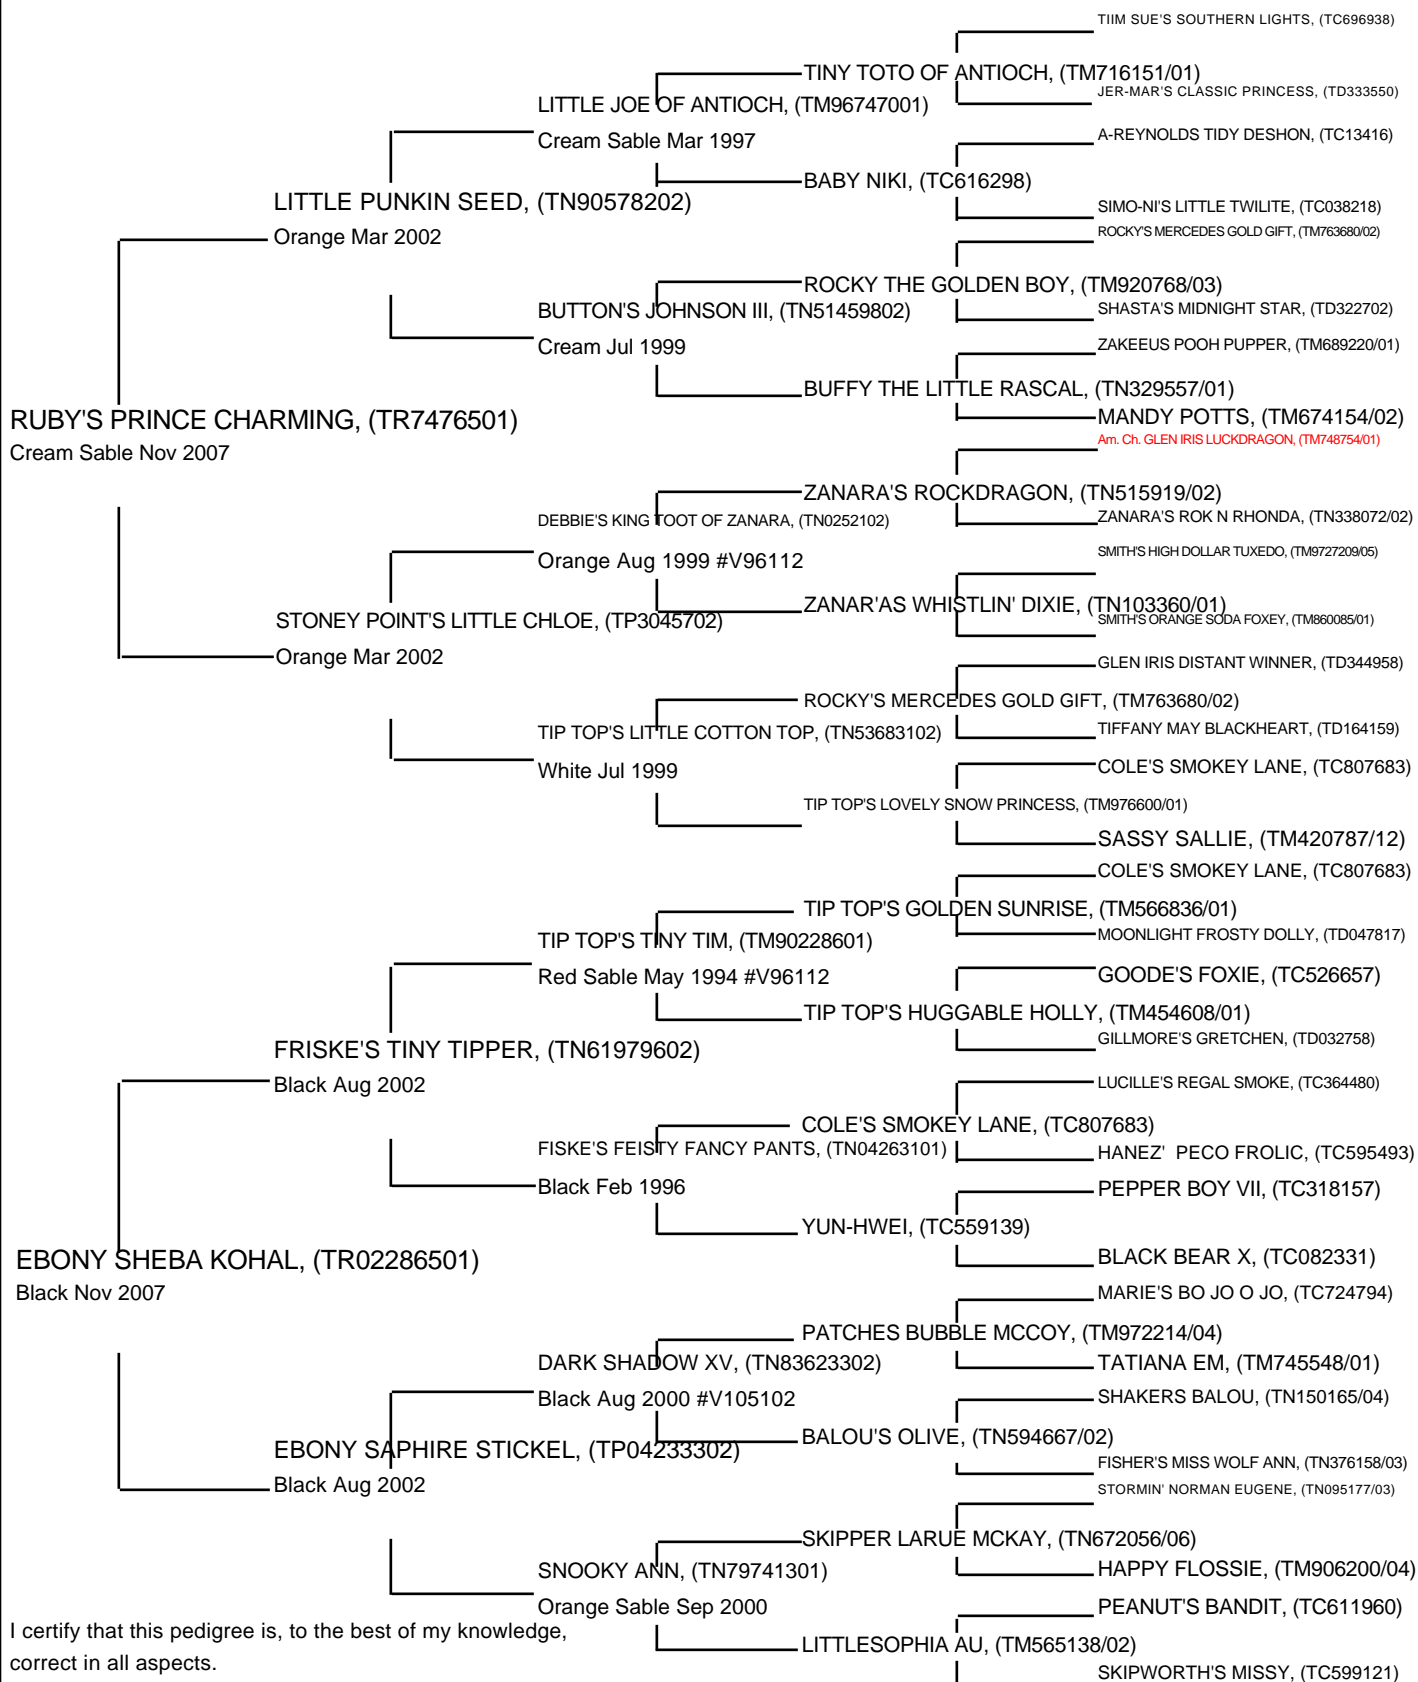 TIIM SUE'S SOUTHERN LIGHTS, (TC696938)
TINY TOTO OF ANTIOCH, (TM716151/01)
JER-MAR'S CLASSIC PRINCESS, (TD333550)
LITTLE JOE OF ANTIOCH, (TM96747001)
Cream Sable Mar 1997
A-REYNOLDS TIDY DESHON, (TC13416)
BABY NIKI, (TC616298)
LITTLE PUNKIN SEED, (TN90578202)
Orange Mar 2002
SIMO-NI'S LITTLE TWILITE, (TC038218)
ROCKY'S MERCEDES GOLD GIFT, (TM763680/02)
ROCKY THE GOLDEN BOY, (TM920768/03)
BUTTON'S JOHNSON III, (TN51459802)
SHASTA'S MIDNIGHT STAR, (TD322702)
Cream Jul 1999
ZAKEEUS POOH PUPPER, (TM689220/01)
BUFFY THE LITTLE RASCAL, (TN329557/01)
RUBY'S PRINCE CHARMING, (TR7476501)
Cream Sable Nov 2007
MANDY POTTS, (TM674154/02)
Am. Ch. GLEN IRIS LUCKDRAGON, (TM748754/01)
ZANARA'S ROCKDRAGON, (TN515919/02)
DEBBIE'S KING TOOT OF ZANARA, (TN0252102)
ZANARA'S ROK N RHONDA, (TN338072/02)
Orange Aug 1999 #V96112
SMITH'S HIGH DOLLAR TUXEDO, (TM9727209/05)
ZANAR'AS WHISTLIN' DIXIE, (TN103360/01)
STONEY POINT'S LITTLE CHLOE, (TP3045702)
SMITH'S ORANGE SODA FOXEY, (TM860085/01)
Orange Mar 2002
GLEN IRIS DISTANT WINNER, (TD344958)
ROCKY'S MERCEDES GOLD GIFT, (TM763680/02)
TIP TOP'S LITTLE COTTON TOP, (TN53683102)
TIFFANY MAY BLACKHEART, (TD164159)
White Jul 1999
COLE'S SMOKEY LANE, (TC807683)
TIP TOP'S LOVELY SNOW PRINCESS, (TM976600/01)
SASSY SALLIE, (TM420787/12)
COLE'S SMOKEY LANE, (TC807683)
TIP TOP'S GOLDEN SUNRISE, (TM566836/01)
TIP TOP'S TINY TIM, (TM90228601)
MOONLIGHT FROSTY DOLLY, (TD047817)
Red Sable May 1994 #V96112
GOODE'S FOXIE, (TC526657)
TIP TOP'S HUGGABLE HOLLY, (TM454608/01)
GILLMORE'S GRETCHEN, (TD032758)
FRISKE'S TINY TIPPER, (TN61979602)
Black Aug 2002
LUCILLE'S REGAL SMOKE, (TC364480)
COLE'S SMOKEY LANE, (TC807683)
FISKE'S FEISTY FANCY PANTS, (TN04263101)
HANEZ'  PECO FROLIC, (TC595493)
Black Feb 1996
PEPPER BOY VII, (TC318157)
YUN-HWEI, (TC559139)
BLACK BEAR X, (TC082331)
EBONY SHEBA KOHAL, (TR02286501)
Black Nov 2007
MARIE'S BO JO O JO, (TC724794)
PATCHES BUBBLE MCCOY, (TM972214/04)
DARK SHADOW XV, (TN83623302)
TATIANA EM, (TM745548/01)
Black Aug 2000 #V105102
SHAKERS BALOU, (TN150165/04)
BALOU'S OLIVE, (TN594667/02)
EBONY SAPHIRE STICKEL, (TP04233302)
FISHER'S MISS WOLF ANN, (TN376158/03)
Black Aug 2002
STORMIN' NORMAN EUGENE, (TN095177/03)
SKIPPER LARUE MCKAY, (TN672056/06)
SNOOKY ANN, (TN79741301)
HAPPY FLOSSIE, (TM906200/04)
Orange Sable Sep 2000
PEANUT'S BANDIT, (TC611960)
I certify that this pedigree is, to the best of my knowledge,
LITTLESOPHIA AU, (TM565138/02)
correct in all aspects.
SKIPWORTH'S MISSY, (TC599121)